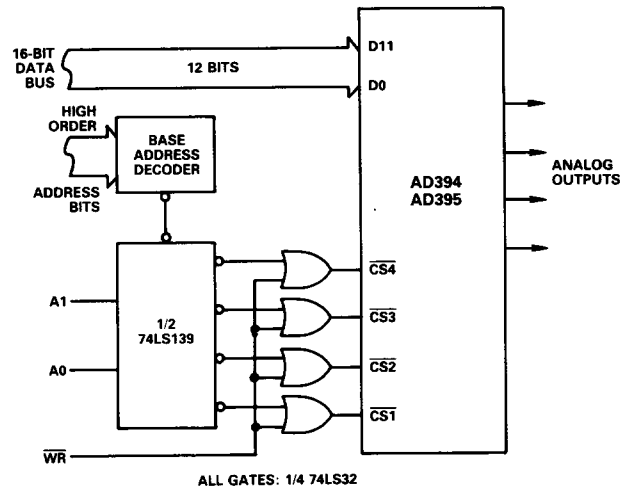 16-BIT
DATA
BUS
12 BITS
D11
D0
HIGH
ORDER
ADDRESS
BITS
BASE
ADDRESS
DECODER
AD394
AD395
ANALOG
OUTPUTS
A1
A0
1/2
74LS139
CS4
CS3
CS2
CS1
WR
ALL GATES: 1/4 74LS32